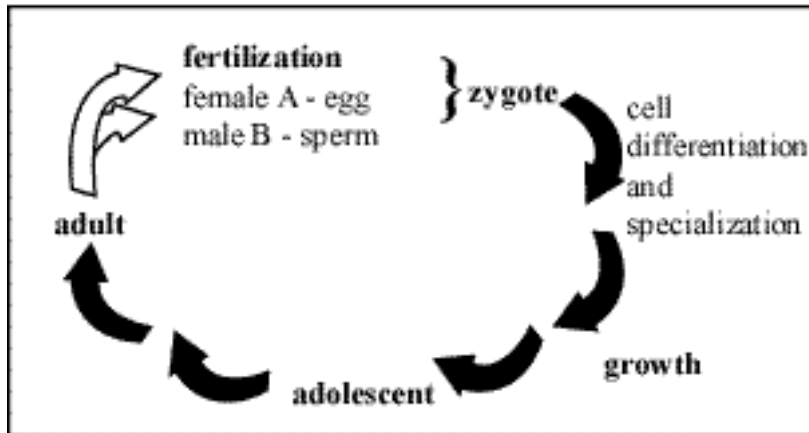 fertilization
female A - egg
male B - sperm
zygote
cell
differentiation
and
specialization
growth
adolescent
adult